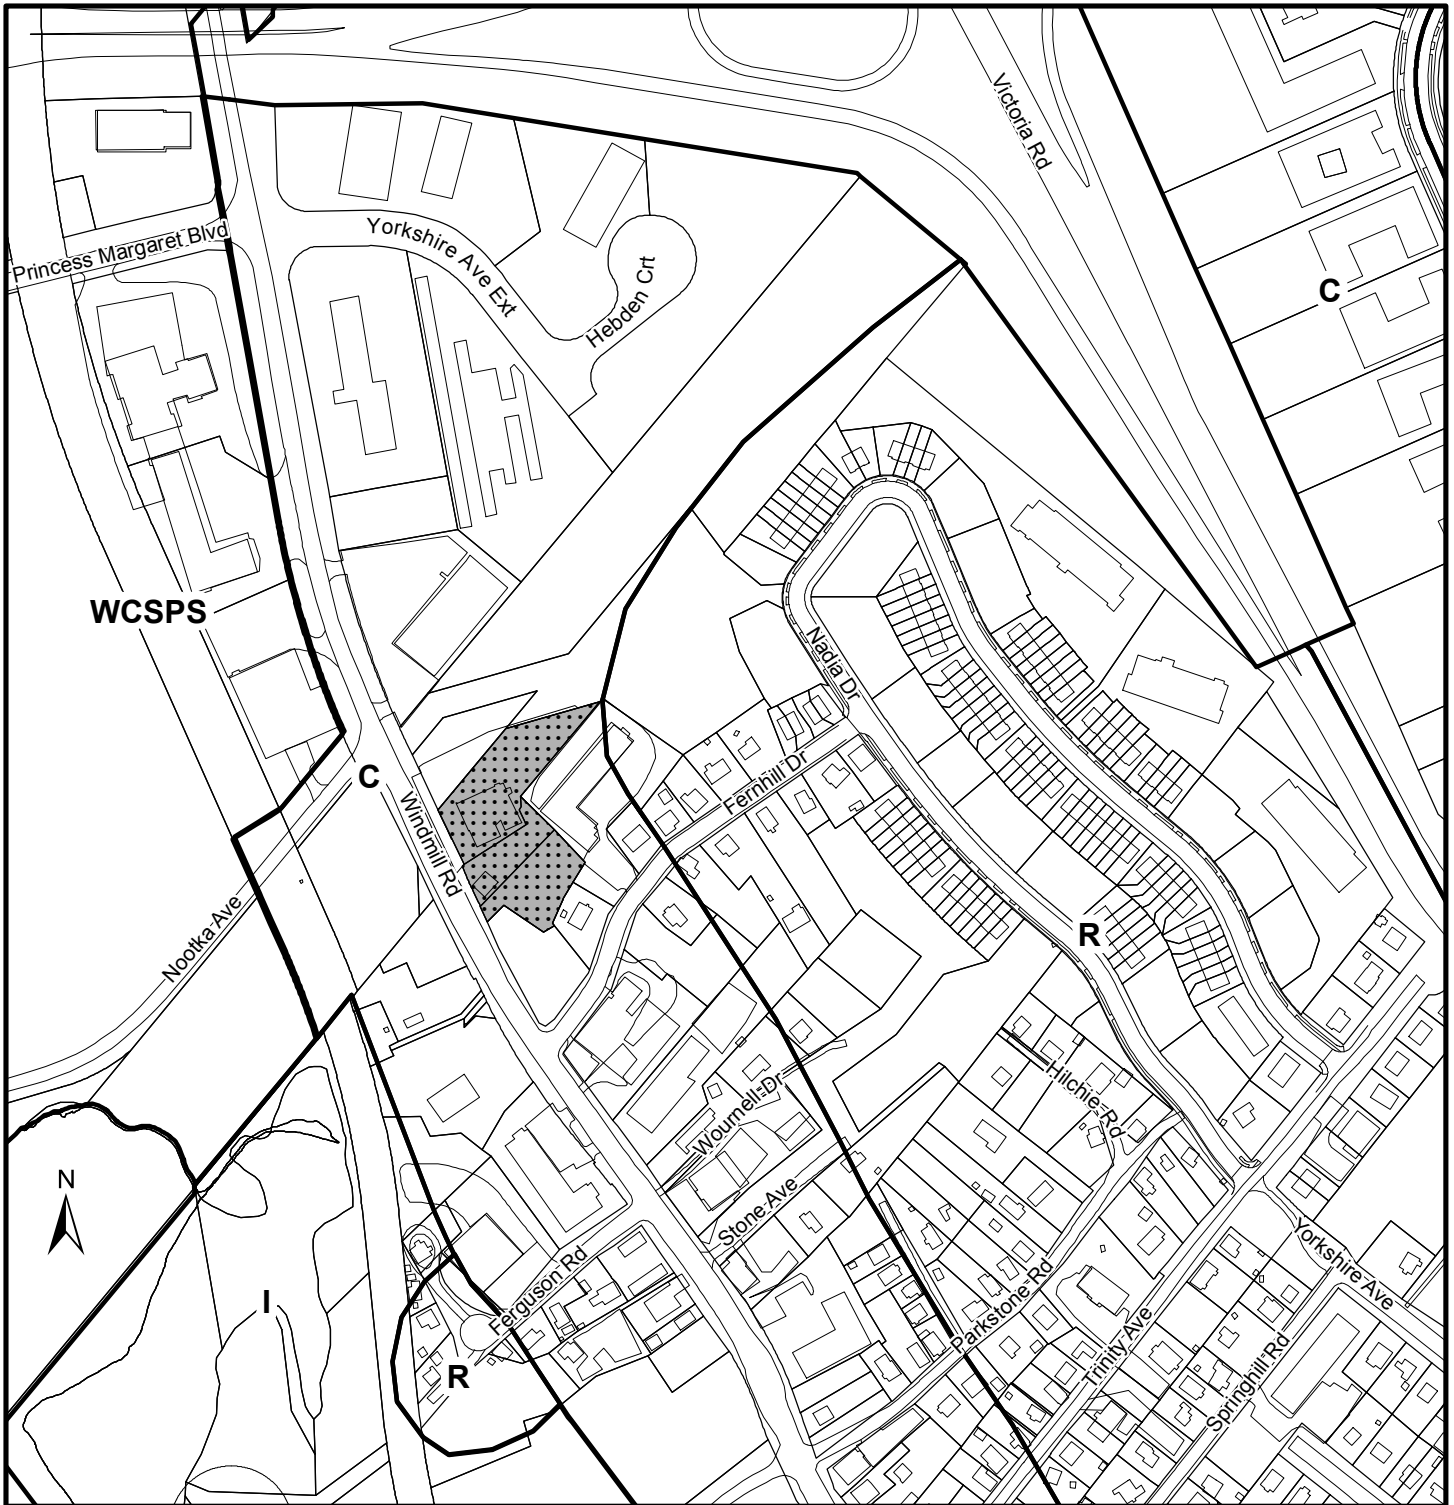 Victoria Rd
Princess Margaret Blvd
Yorkshire Ave Ext
Hebden Crt
C
WCSPS
Nadia Dr
C
Windmill Rd
Fernhill Dr
Nootka Ave
R
Hilchie Rd
Wournell Dr
N
Stone Ave
Yorkshire Ave
Ferguson Rd
I
Parkstone Rd
Trinity Ave
Springhill Rd
R